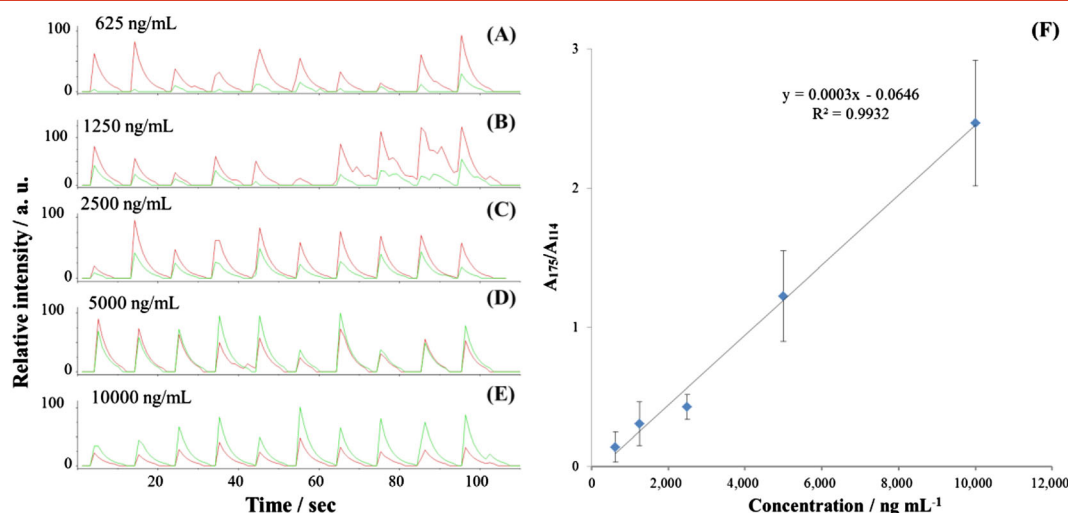 625 ng/mL
(A)
100
0
1250 ng/mL
(B)
100
0
2500 ng/mL
(C)
100
0
5000 ng/mL
(D)
100
0
10000 ng/mL
(E)
100
0
20
40
60
80
100
Relative intensity / a. u.
Time / sec
(F)
y = 0.0003x - 0.0646
R² = 0.9932
3
2
1
0
A₁₇₅/A₁₁₄
0
2,000
4,000
6,000
8,000
10,000
12,000
Concentration / ng mL⁻¹